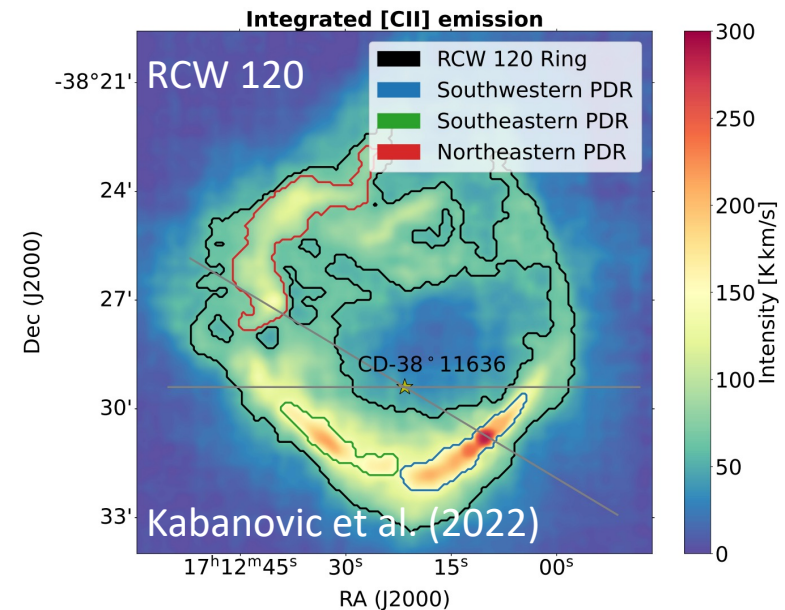 Integrated [CII] emission
RCW 120
RCW 120 Ring
Southwestern PDR
Southeastern PDR
Northeastern PDR
-38°21'
24'
27'
30'
33'
Dec (J2000)
CD-38°11636
Kabanovic et al. (2022)
17ʰ12ᵐ45ˢ
30ˢ
15ˢ
00ˢ
RA (J2000)
300
250
200
150
100
50
0
Intensity [K km/s]